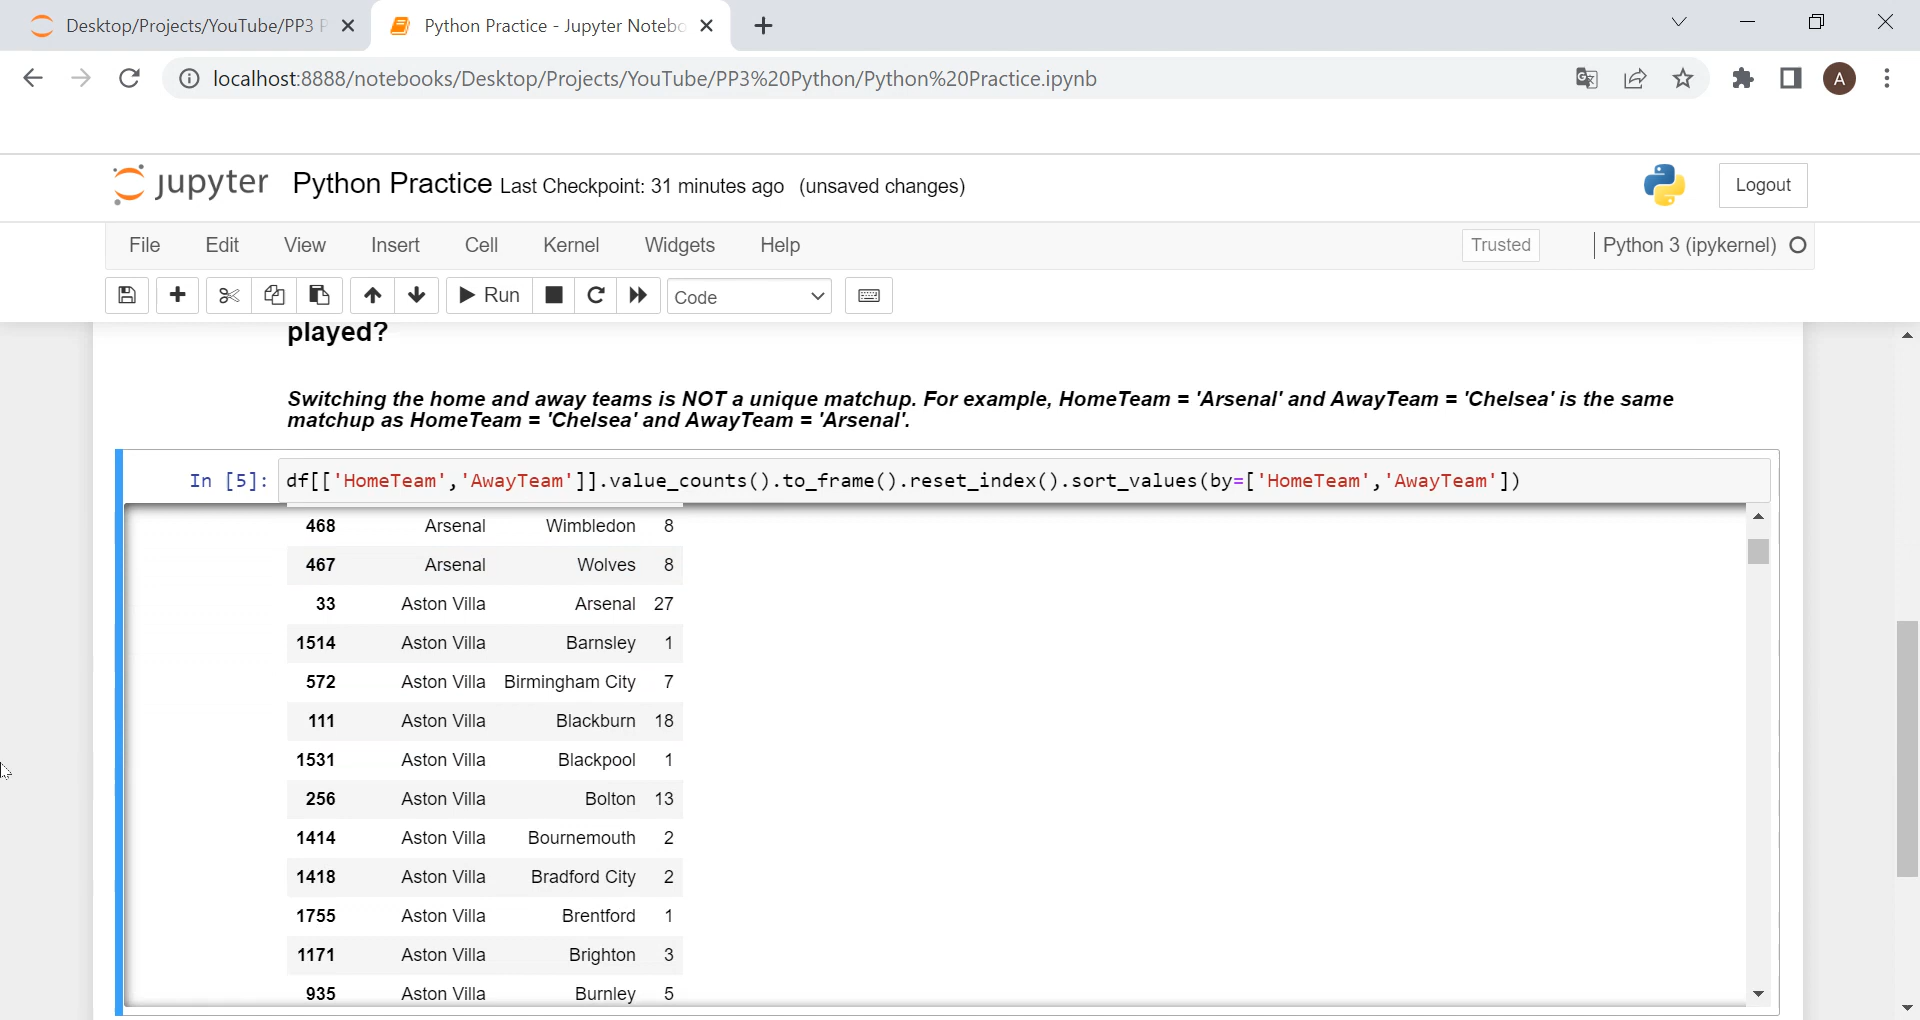 Desktop/Projects/YouTube/PP3 P
Python Practice - Jupyter Notebo
localhost:8888/notebooks/Desktop/Projects/YouTube/PP3%20Python/Python%20Practice.ipynb
A
jupyter Python Practice Last Checkpoint: 31 minutes ago (unsaved changes)
Logout
File Edit View Insert Cell Kernel Widgets Help
Trusted Python 3 (ipykernel)
Run Code
played?
Switching the home and away teams is NOT a unique matchup. For example, HomeTeam = 'Arsenal' and AwayTeam = 'Chelsea' is the same
matchup as HomeTeam = 'Chelsea' and AwayTeam = 'Arsenal'.
In [5]: df[['HomeTeam','AwayTeam']].value_counts().to_frame().reset_index().sort_values(by=['HomeTeam','AwayTeam'])
468 Arsenal Wimbledon 8
467 Arsenal Wolves 8
33 Aston Villa Arsenal 27
1514 Aston Villa Barnsley 1
572 Aston Villa Birmingham City 7
111 Aston Villa Blackburn 18
1531 Aston Villa Blackpool 1
256 Aston Villa Bolton 13
1414 Aston Villa Bournemouth 2
1418 Aston Villa Bradford City 2
1755 Aston Villa Brentford 1
1171 Aston Villa Brighton 3
935 Aston Villa Burnley 5